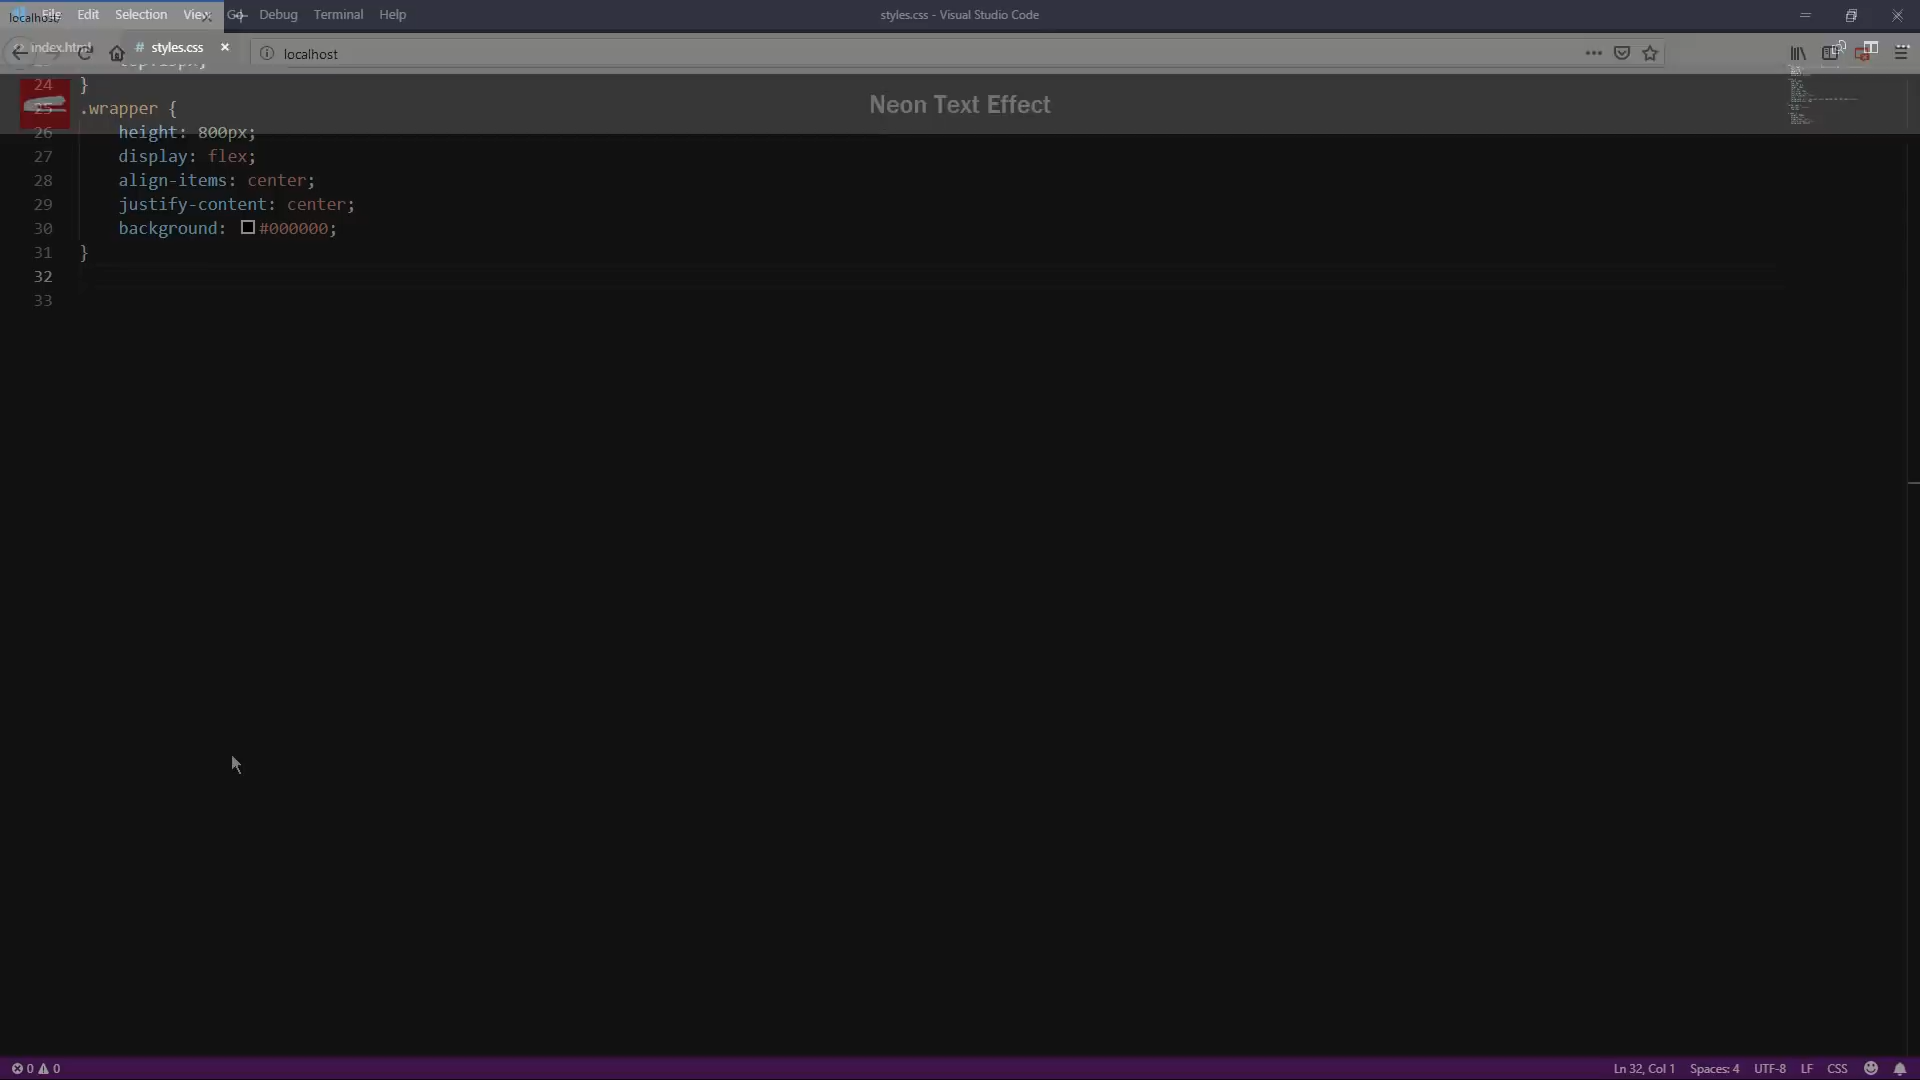 localhost File Edit Selection View Go Debug Terminal Help
styles.css - Visual Studio Code
index.html # styles.css
localhost
24 }
Neon Text Effect
25 .wrapper {
26 height: 800px;
27 display: flex;
28 align-items: center;
29 justify-content: center;
30 background: #000000;
31 }
32
33
0 0
Ln 32, Col 1 Spaces: 4 UTF-8 LF CSS